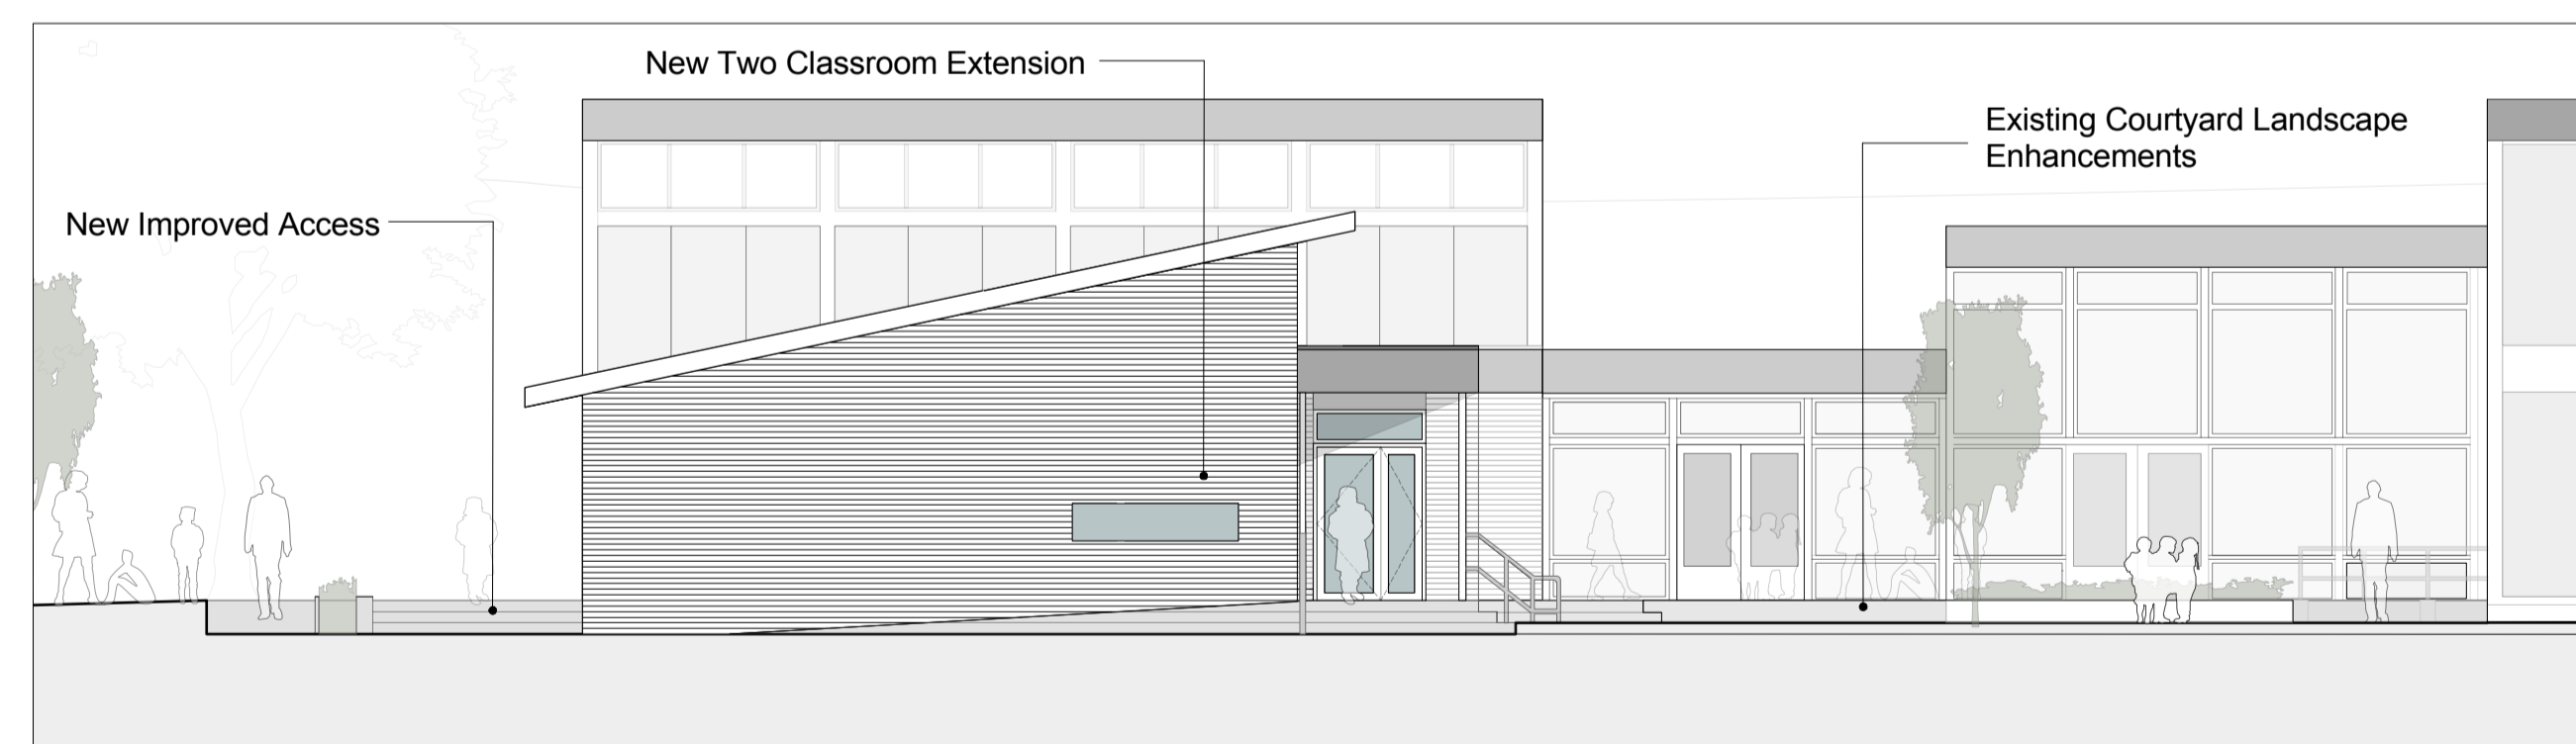 New Two Classroom Extension
Existing Courtyard Landscape
Enhancements
New Improved Access